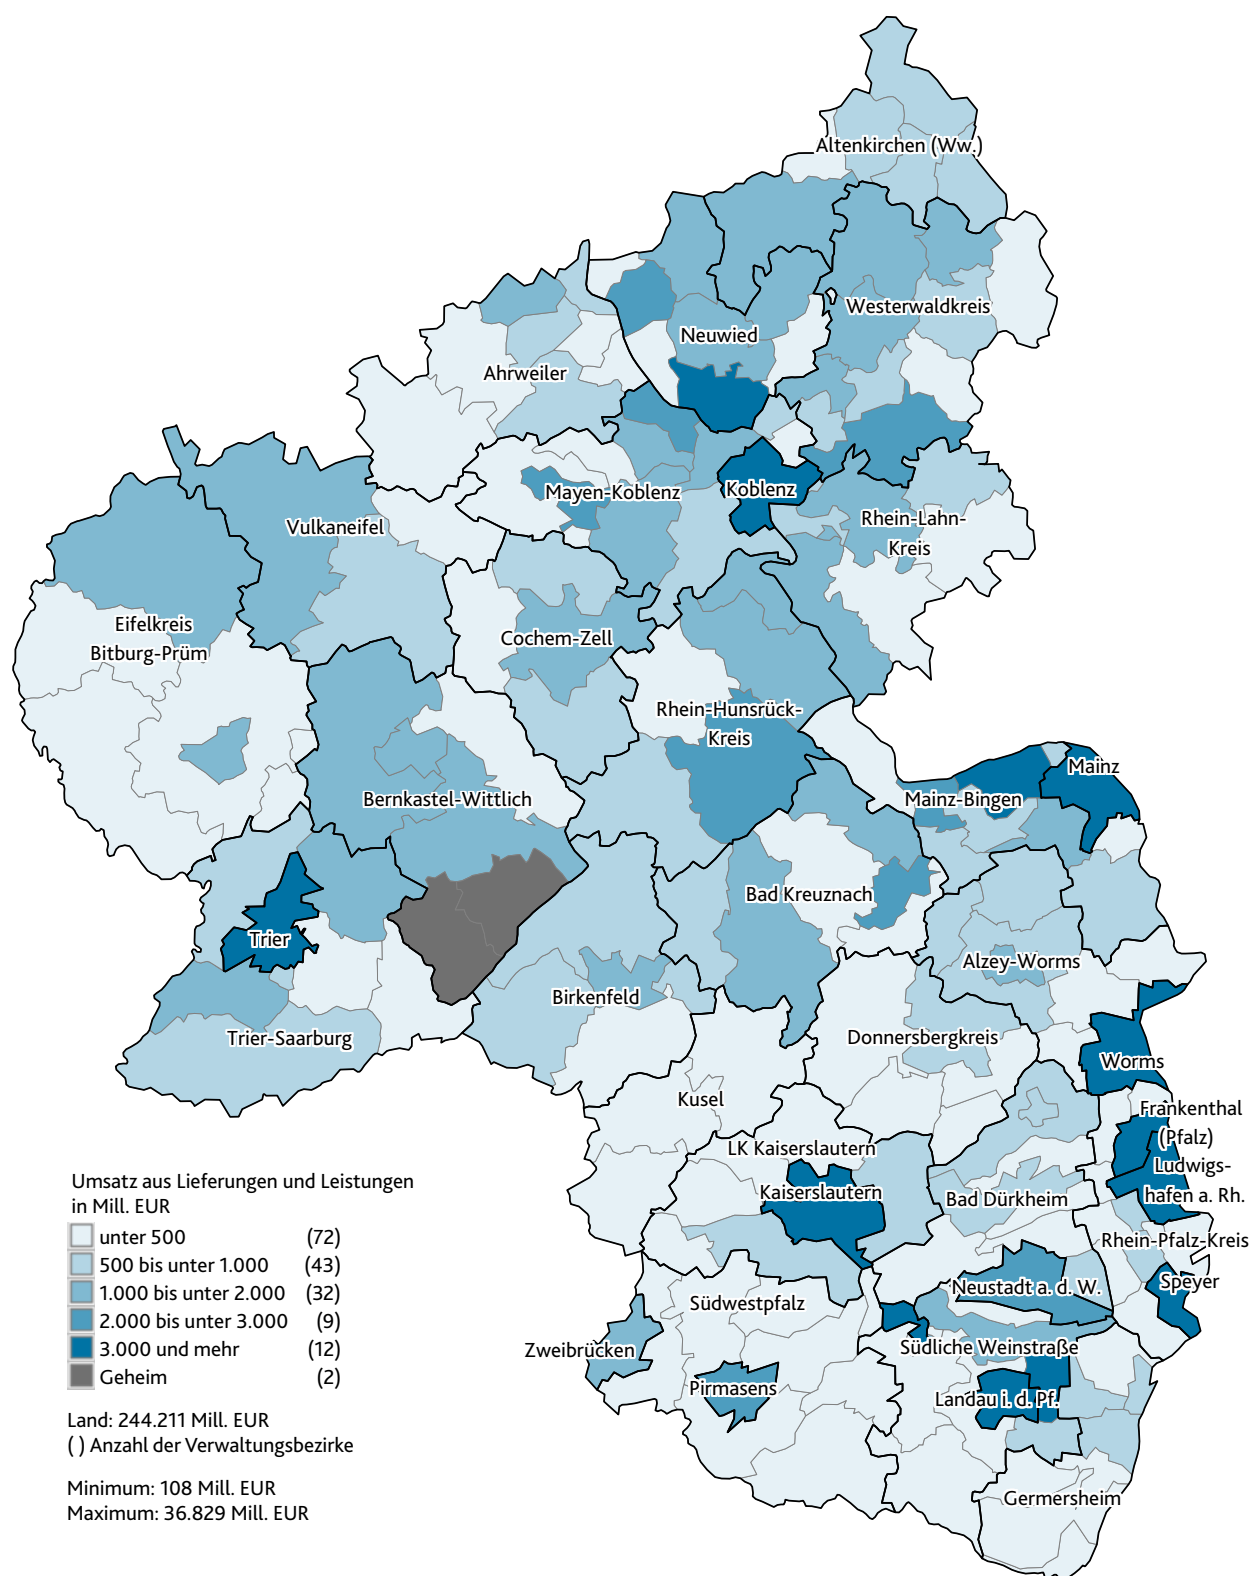 Altenkirchen (Ww.)
Westerwaldkreis
Neuwied
Ahrweiler
Mayen-Koblenz
Koblenz
Rhein-Lahn-
Kreis
Vulkaneifel
Eifelkreis
Bitburg-Prüm
Cochem-Zell
Rhein-Hunsrück-
Kreis
Mainz
Mainz-Bingen
Bernkastel-Wittlich
Bad Kreuznach
Trier
Alzey-Worms
Birkenfeld
Trier-Saarburg
Donnersbergkreis
Worms
Kusel
Frankenthal
(Pfalz)
LK Kaiserslautern
Ludwigs-
hafen a. Rh.
Kaiserslautern
Bad Dürkheim
Rhein-Pfalz-Kreis
Neustadt a. d. W.
Speyer
Südwestpfalz
Zweibrücken
Südliche Weinstraße
Pirmasens
Landau i. d. Pf.
Germersheim
Umsatz aus Lieferungen und Leistungen
in Mill. EUR
unter 500 (72)
500 bis unter 1.000 (43)
1.000 bis unter 2.000 (32)
2.000 bis unter 3.000 (9)
3.000 und mehr (12)
Geheim (2)
Land: 244.211 Mill. EUR
( ) Anzahl der Verwaltungsbezirke
Minimum: 108 Mill. EUR
Maximum: 36.829 Mill. EUR